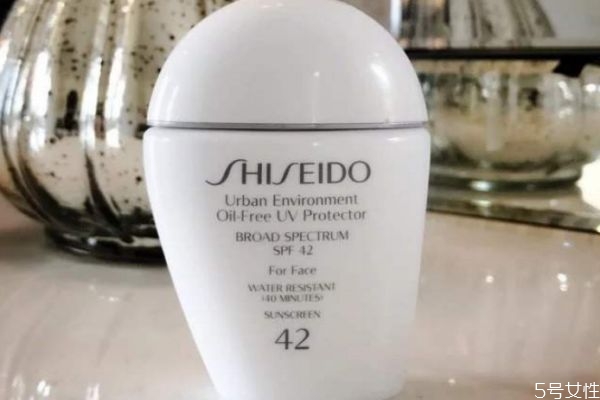 SHISEIDO
Urban Environment
Oil-Free UV Protector
BROAD SPECTRUM
SPF 42
For Face
WATER RESISTANT
(40 MINUTES)
SUNSCREEN
42
5号女性